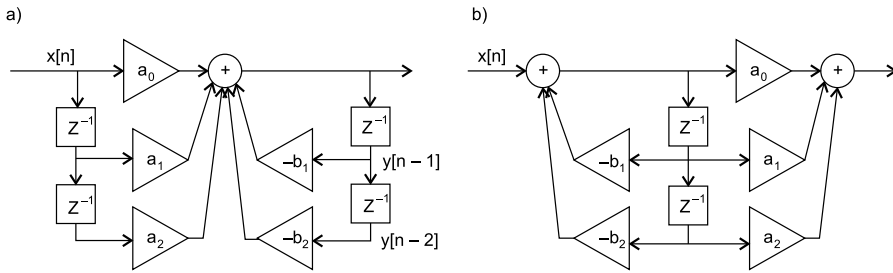 a)
x[n]
a₀
+
Z⁻¹
a₁
–b₁
Z⁻¹
y[n – 1]
Z⁻¹
a₂
–b₂
Z⁻¹
y[n – 2]
b)
x[n]
+
a₀
+
Z⁻¹
–b₁
a₁
Z⁻¹
–b₂
a₂